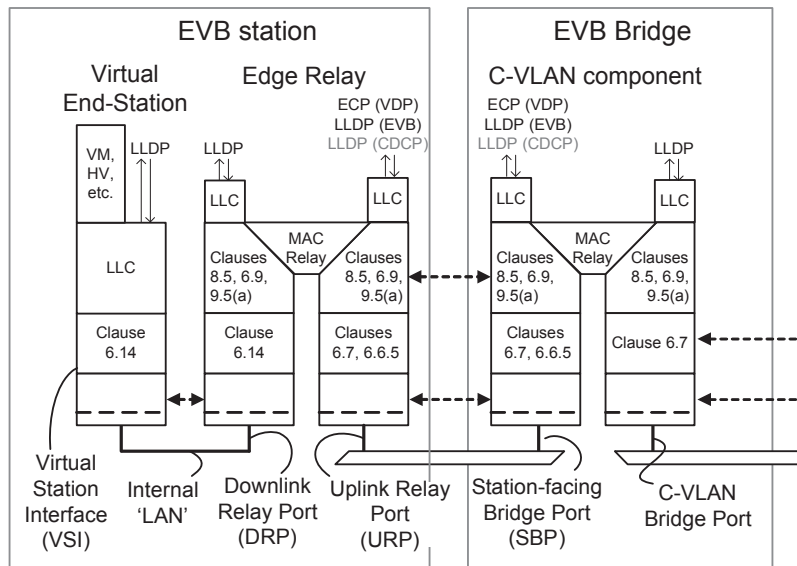 EVB station
EVB Bridge
Virtual
End-Station
Edge Relay
C-VLAN component
VM,
HV,
etc.
LLDP
LLDP
ECP (VDP)
LLDP (EVB)
LLDP (CDCP)
ECP (VDP)
LLDP (EVB)
LLDP (CDCP)
LLDP
LLC
LLC
LLC
LLC
LLC
MAC
Relay
MAC
Relay
Clauses
8.5, 6.9,
9.5(a)
Clauses
8.5, 6.9,
9.5(a)
Clauses
8.5, 6.9,
9.5(a)
Clauses
8.5, 6.9,
9.5(a)
Clause
6.14
Clause
6.14
Clauses
6.7, 6.6.5
Clauses
6.7, 6.6.5
Clause 6.7
Virtual
Station
Interface
(VSI)
Internal
‘LAN’
Downlink
Relay Port
(DRP)
Uplink Relay
Port
(URP)
Station-facing
Bridge Port
(SBP)
C-VLAN
Bridge Port